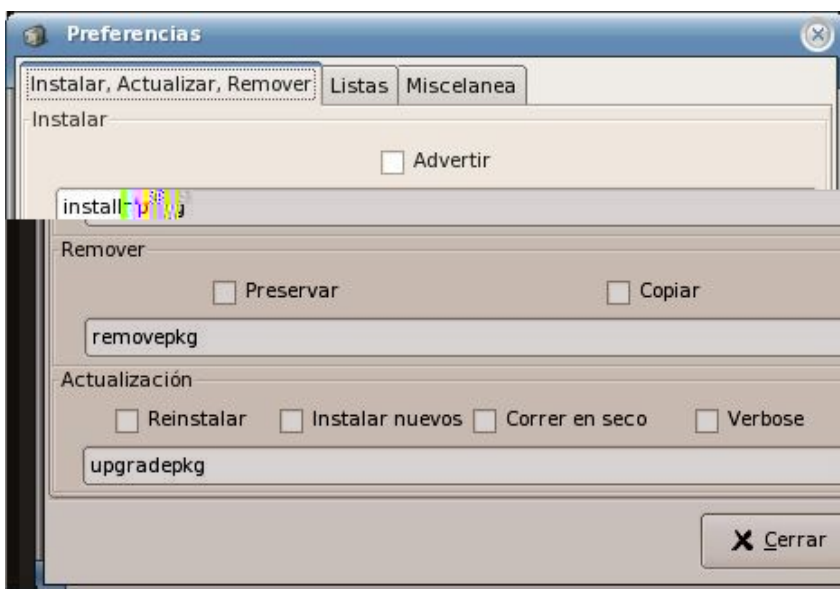 Preferencias
Instalar, Actualizar, Remover Listas Miscelanea
Instalar
Advertir
Remover
Preservar Copiar
removepkg
Actualización
Reinstalar Instalar nuevos Correr en seco Verbose
upgradepkg
Cerrar